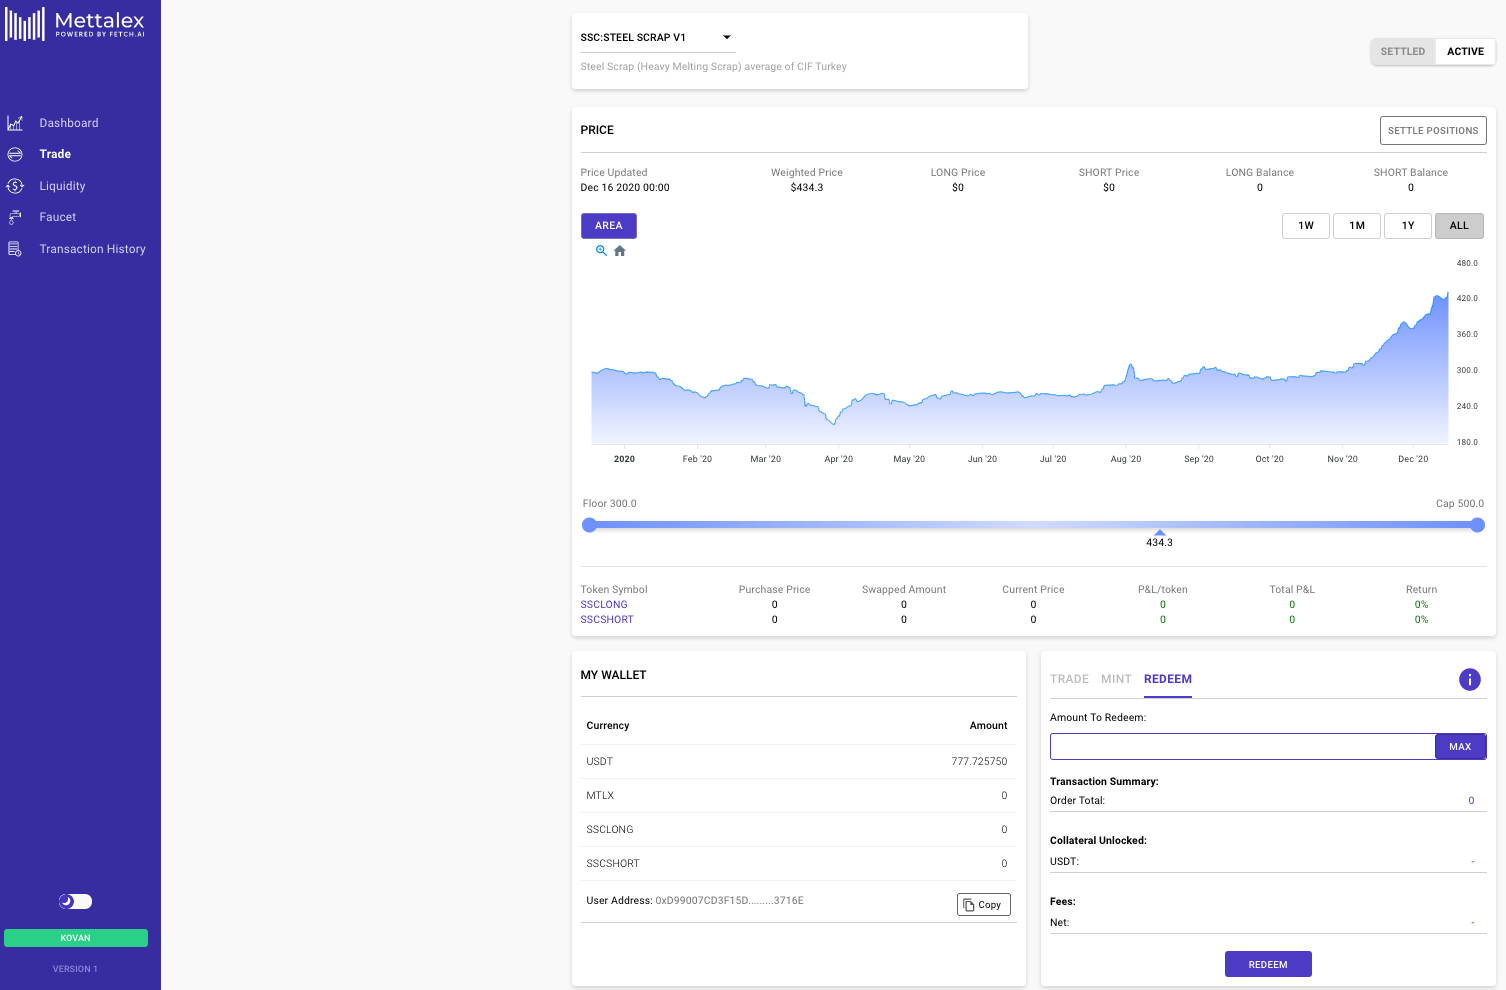 Mettalex
POWERED BY FETCH.AI
Dashboard
Trade
Liquidity
Faucet
Transaction History
KOVAN
VERSION 1
SSC:STEEL SCRAP V1
Steel Scrap (Heavy Melting Scrap) average of CIF Turkey
SETTLED ACTIVE
PRICE
SETTLE POSITIONS
Price Updated Weighted Price LONG Price SHORT Price LONG Balance SHORT Balance
Dec 16 2020 00:00 $434.3 $0 $0 0 0
AREA
1W 1M 1Y ALL
480.0
420.0
360.0
300.0
240.0
180.0
2020 Feb '20 Mar '20 Apr '20 May '20 Jun '20 Jul '20 Aug '20 Sep '20 Oct '20 Nov '20 Dec '20
Floor 300.0 Cap 500.0
434.3
Token Symbol Purchase Price Swapped Amount Current Price P&L/token Total P&L Return
SSCLONG 0 0 0 0 0 0%
SSCSHORT 0 0 0 0 0 0%
MY WALLET
Currency Amount
USDT 777.725750
MTLX 0
SSCLONG 0
SSCSHORT 0
User Address: 0xD99007CD3F15D.........3716E Copy
TRADE MINT REDEEM i
Amount To Redeem:
MAX
Transaction Summary:
Order Total: 0
Collateral Unlocked:
USDT: -
Fees:
Net: -
REDEEM